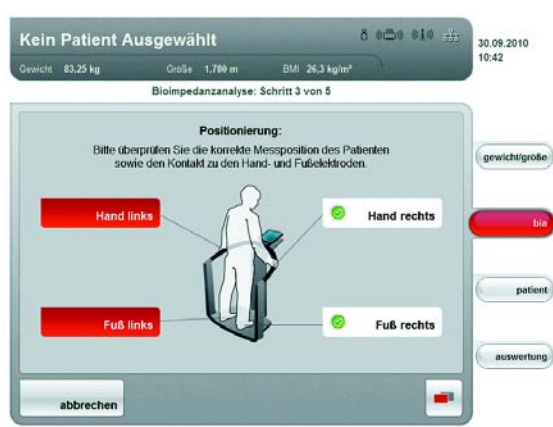 Kein Patient Ausgewählt
30.09.2010
10:42
Gewicht 83,25 kg Größe 1,780 m BMI 26,3 kg/m²
Bioimpedanzanalyse: Schritt 3 von 5
Positionierung:
Bitte überprüfen Sie die korrekte Messposition des Patienten
sowie den Kontakt zu den Hand- und Fußelektroden.
Hand links
Hand rechts
Fuß links
Fuß rechts
abbrechen
gewicht/größe
bia
patient
auswertung